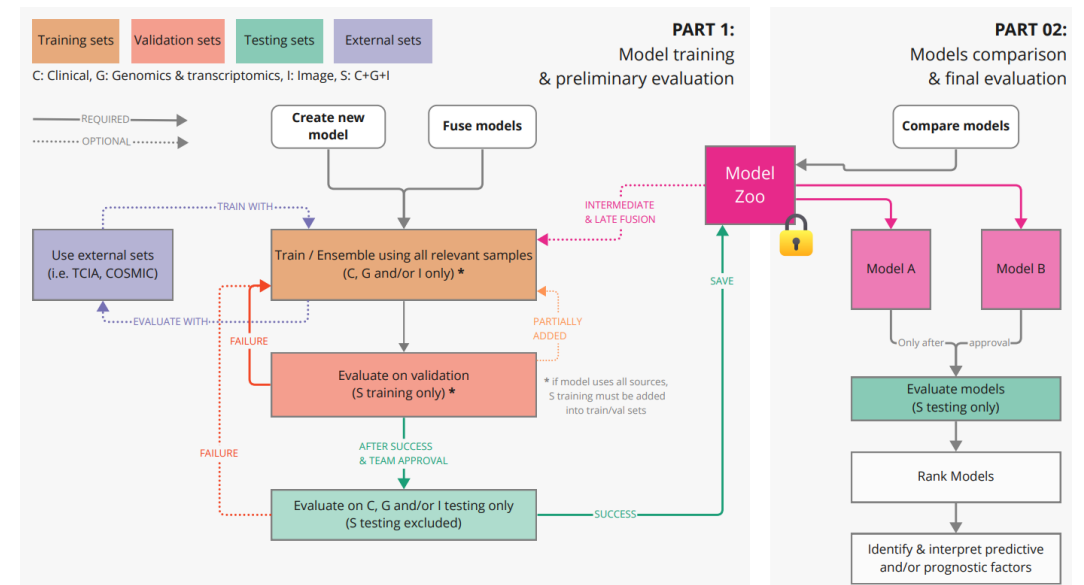 Training sets
Validation sets
Testing sets
External sets
C: Clinical, G: Genomics & transcriptomics, I: Image, S: C+G+I
REQUIRED
OPTIONAL
PART 1:
Model training
& preliminary evaluation
Create new
model
Fuse models
TRAIN WITH
Use external sets
(i.e. TCIA, COSMIC)
EVALUATE WITH
Train / Ensemble using all relevant samples
(C, G and/or I only) *
INTERMEDIATE
& LATE FUSION
PARTIALLY
ADDED
FAILURE
Evaluate on validation
(S training only) *
* if model uses all sources,
S training must be added
into train/val sets
AFTER SUCCESS
& TEAM APPROVAL
FAILURE
Evaluate on C, G and/or I testing only
(S testing excluded)
SUCCESS
SAVE
Model
Zoo
PART 02:
Models comparison
& final evaluation
Compare models
Model A
Model B
Only after
approval
Evaluate models
(S testing only)
Rank Models
Identify & interpret predictive
and/or prognostic factors